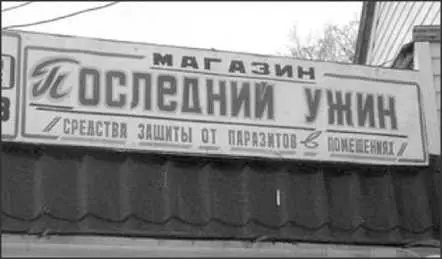 МАГАЗИН
Последний ужин
СРЕДСТВА ЗАЩИТЫ ОТ ПАРАЗИТОВ в ПОМЕЩЕНИЯХ